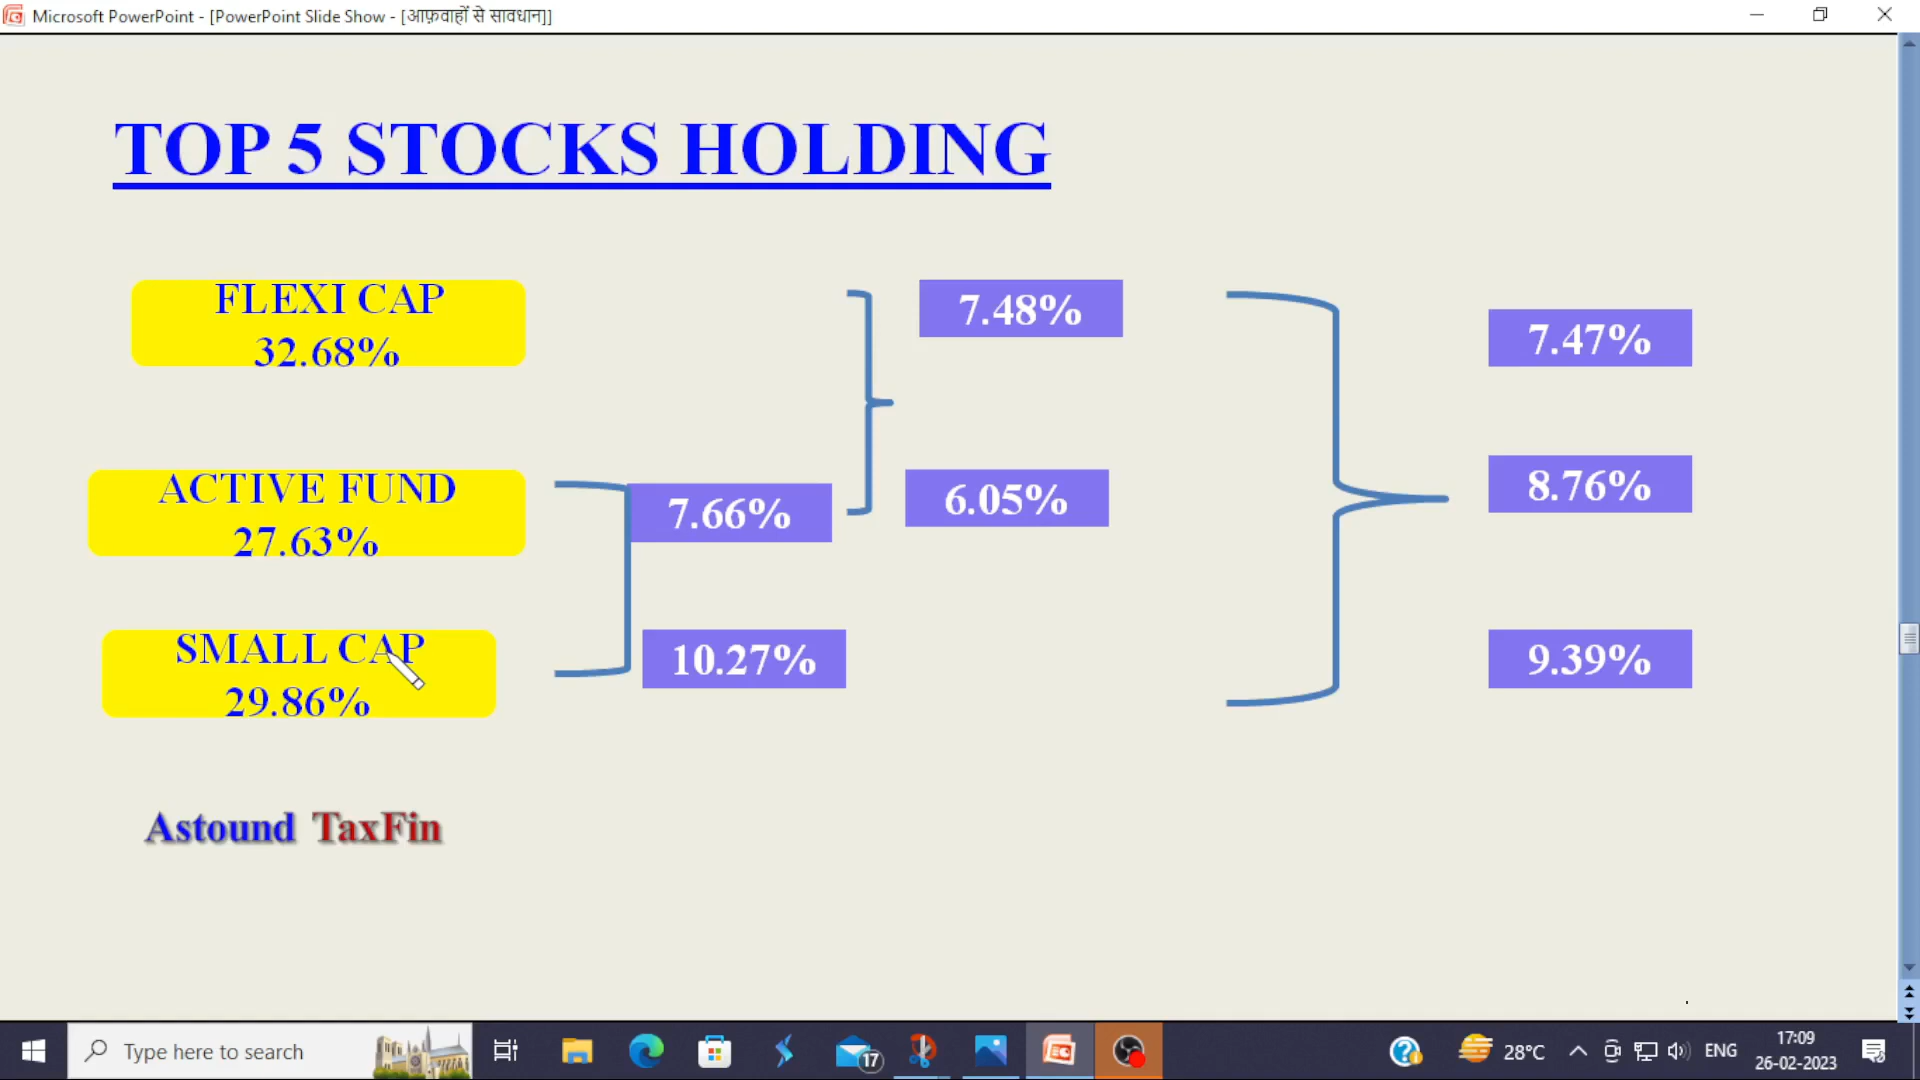 Microsoft PowerPoint - [PowerPoint Slide Show - [आफ़वाहों से सावधान]]
TOP 5 STOCKS HOLDING
FLEXI CAP
32.68%
7.48%
7.47%
ACTIVE FUND
27.63%
7.66%
6.05%
8.76%
SMALL CAP
29.86%
10.27%
9.39%
Astound TaxFin
Type here to search
17
28°C
ENG
17:09
26-02-2023